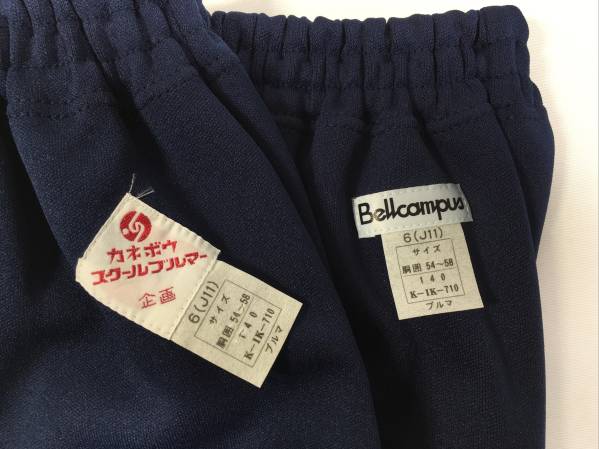 カネボウ
スクールブルマー
企画
6(J11)
サイズ
胴囲 54~58
140
K-IK-710
ブルマ
Bellcampus
6(J11)
サイズ
胴囲 54~58
140
K-IK-710
ブルマ